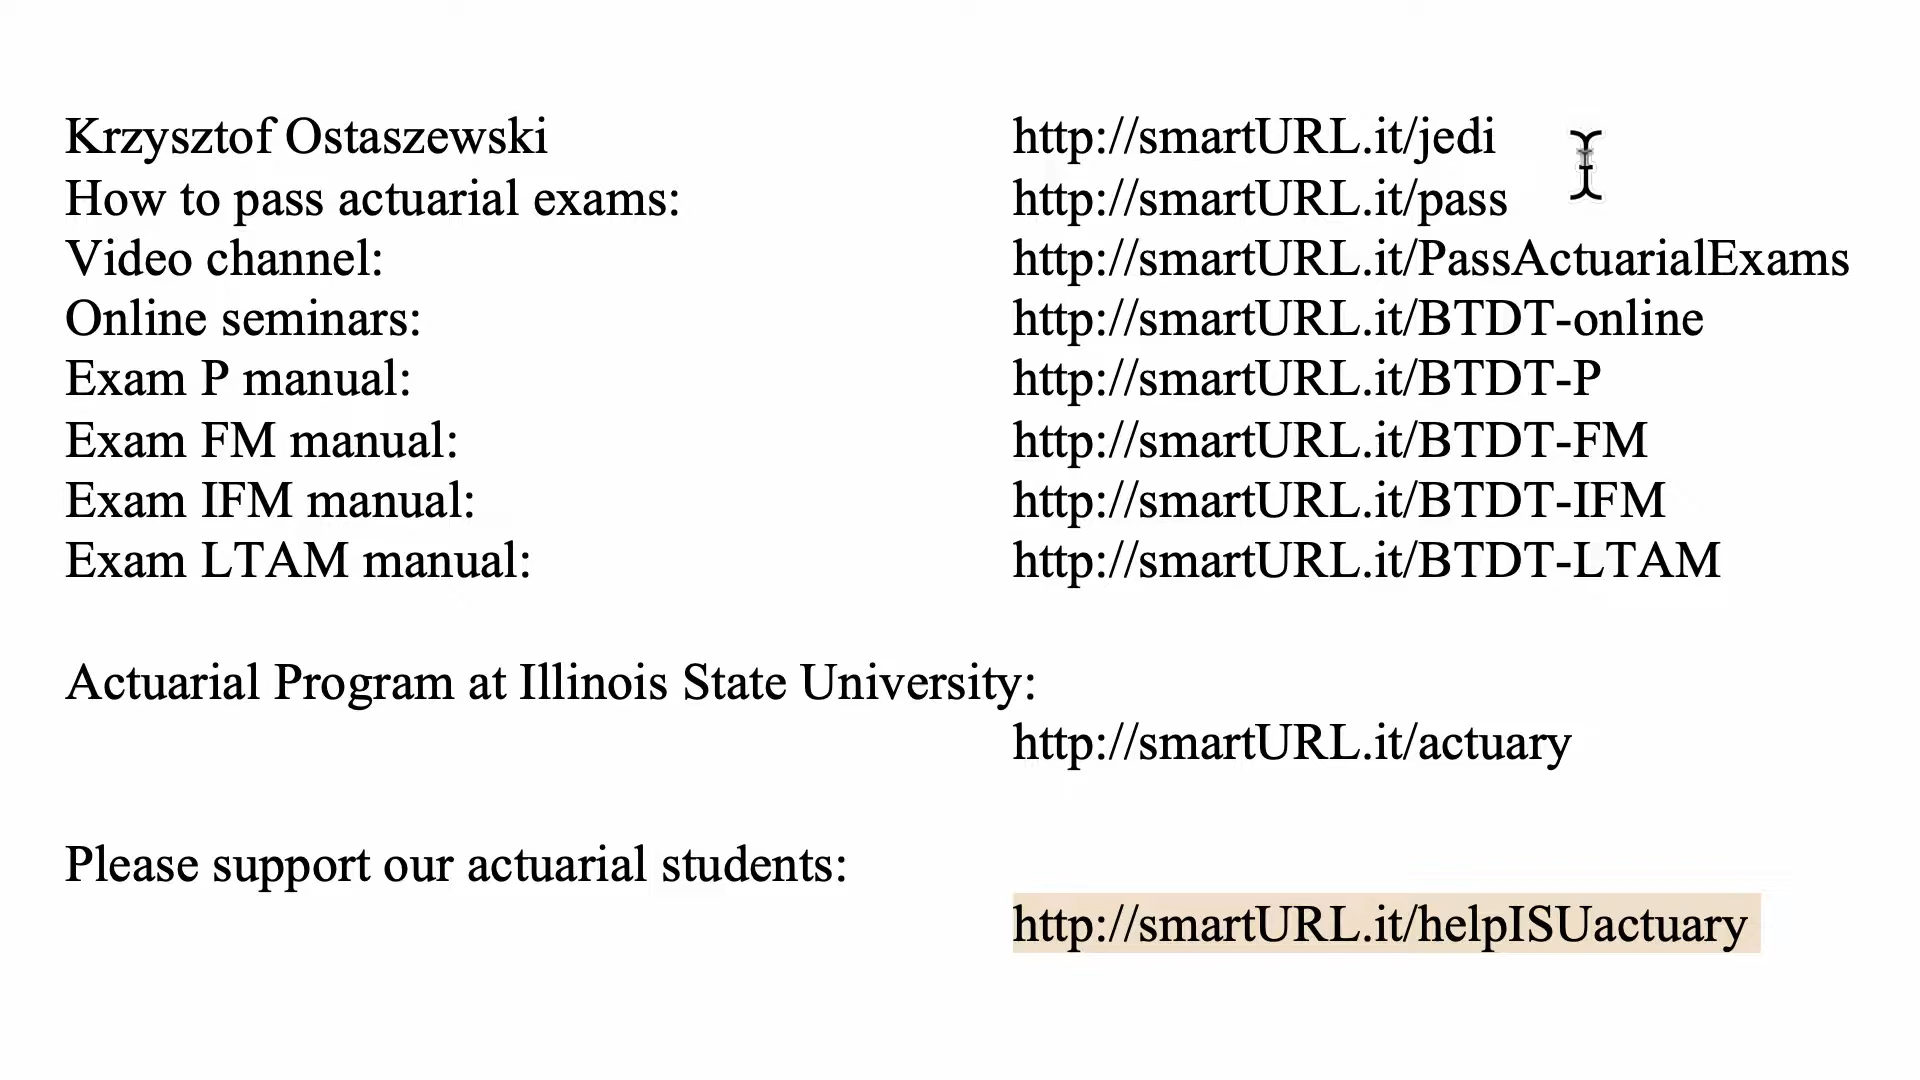 Krzysztof Ostaszewski http://smartURL.it/jedi
How to pass actuarial exams: http://smartURL.it/pass
Video channel: http://smartURL.it/PassActuarialExams
Online seminars: http://smartURL.it/BTDT-online
Exam P manual: http://smartURL.it/BTDT-P
Exam FM manual: http://smartURL.it/BTDT-FM
Exam IFM manual: http://smartURL.it/BTDT-IFM
Exam LTAM manual: http://smartURL.it/BTDT-LTAM
Actuarial Program at Illinois State University:
http://smartURL.it/actuary
Please support our actuarial students:
http://smartURL.it/helpISUactuary